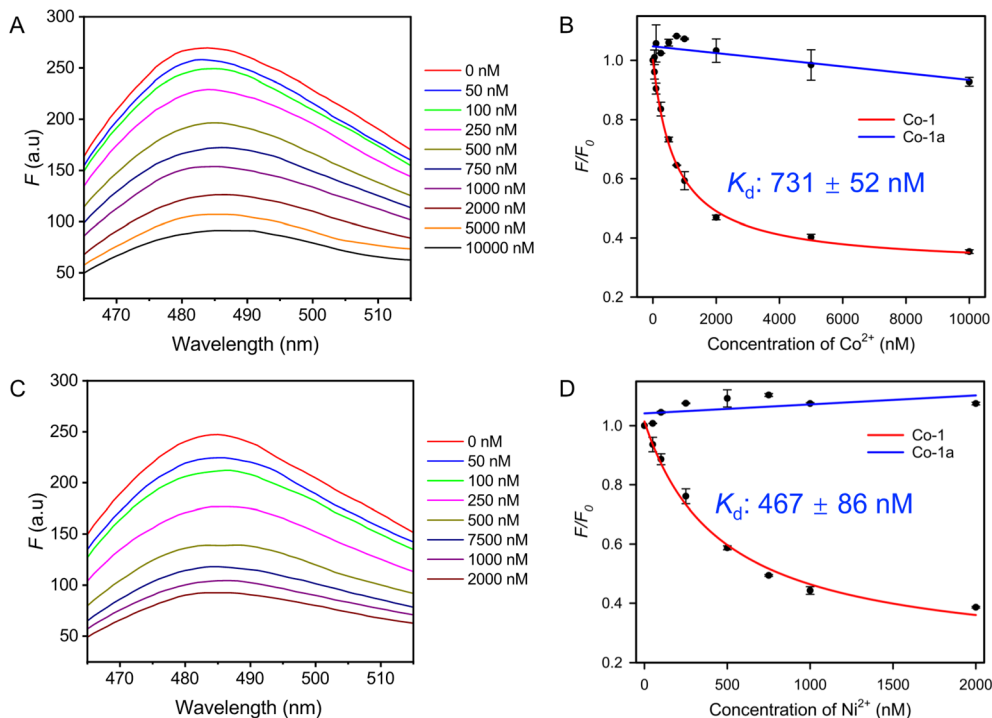 A
F (a.u)
300
250
200
150
100
50
470
480
490
500
510
Wavelength (nm)
0 nM
50 nM
100 nM
250 nM
500 nM
750 nM
1000 nM
2000 nM
5000 nM
10000 nM
B
F/F₀
1.0
0.8
0.6
0.4
0.2
0
2000
4000
6000
8000
10000
Concentration of Co²⁺ (nM)
Co-1
Co-1a
Kd: 731 ± 52 nM
C
F (a.u)
300
250
200
150
100
50
470
480
490
500
510
Wavelength (nm)
0 nM
50 nM
100 nM
250 nM
500 nM
7500 nM
1000 nM
2000 nM
D
F/F₀
1.0
0.8
0.6
0.4
0.2
0
500
1000
1500
2000
Concentration of Ni²⁺ (nM)
Co-1
Co-1a
Kd: 467 ± 86 nM